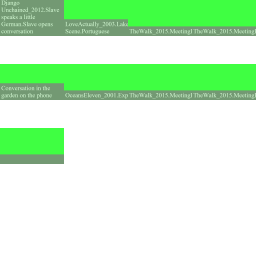 Django
Unchained_2012.Slave
speaks a little
German.Slave opens
conversation
LoveActually_2003.Lake
Scene.Portuguese
TheWalk_2015.MeetingI
TheWalk_2015.MeetingI
Conversation in the
garden on the phone
OceansEleven_2001.Exp
TheWalk_2015.MeetingI
TheWalk_2015.MeetingI